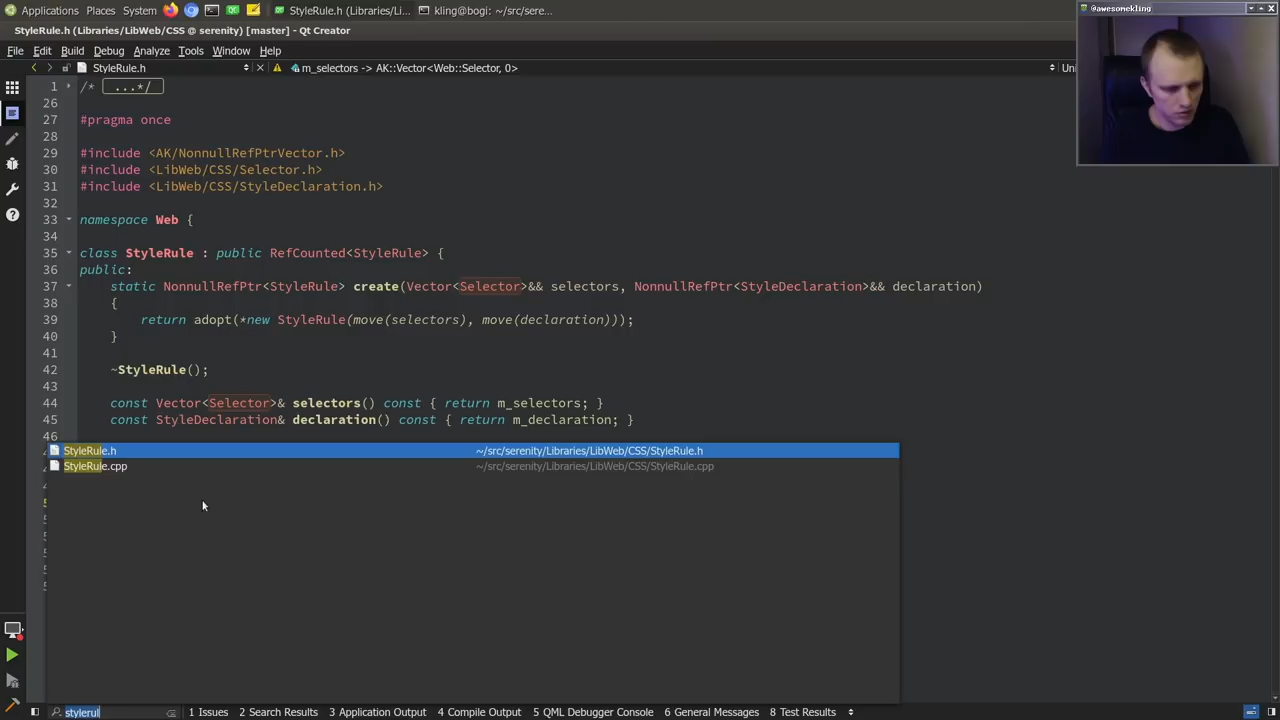 Applications Places System StyleRule.h (Libraries/Li... kling@bogi: ~/src/sere...
@awesomekling
StyleRule.h (Libraries/LibWeb/CSS @ serenity) [master] - Qt Creator
File Edit Build Debug Analyze Tools Window Help
StyleRule.h m_selectors -> AK::Vector<Web::Selector, 0>
1 /* ...*/
26
27 #pragma once
28
29 #include <AK/NonnullRefPtrVector.h>
30 #include <LibWeb/CSS/Selector.h>
31 #include <LibWeb/CSS/StyleDeclaration.h>
32
33 namespace Web {
34
35 class StyleRule : public RefCounted<StyleRule> {
36 public:
37 static NonnullRefPtr<StyleRule> create(Vector<Selector>&& selectors, NonnullRefPtr<StyleDeclaration>&& declaration)
38 {
39 return adopt(*new StyleRule(move(selectors), move(declaration)));
40 }
41
42 ~StyleRule();
43
44 const Vector<Selector>& selectors() const { return m_selectors; }
45 const StyleDeclaration& declaration() const { return m_declaration; }
46
StyleRule.h ~/src/serenity/Libraries/LibWeb/CSS/StyleRule.h
StyleRule.cpp ~/src/serenity/Libraries/LibWeb/CSS/StyleRule.cpp
stylerul 1 Issues 2 Search Results 3 Application Output 4 Compile Output 5 QML Debugger Console 6 General Messages 8 Test Results